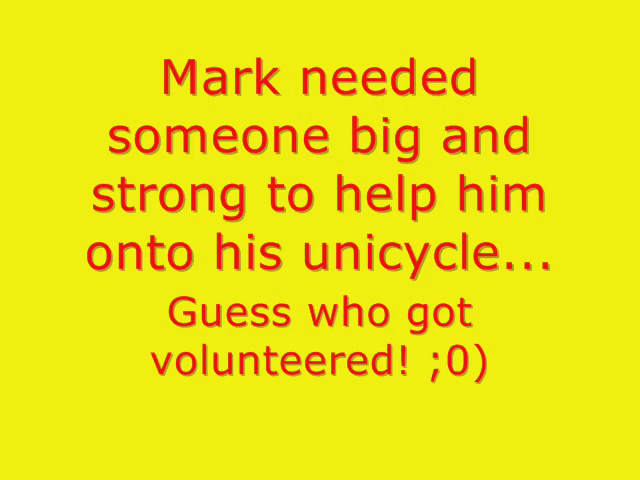 Mark needed
someone big and
strong to help him
onto his unicycle...
Guess who got
volunteered! ;0)